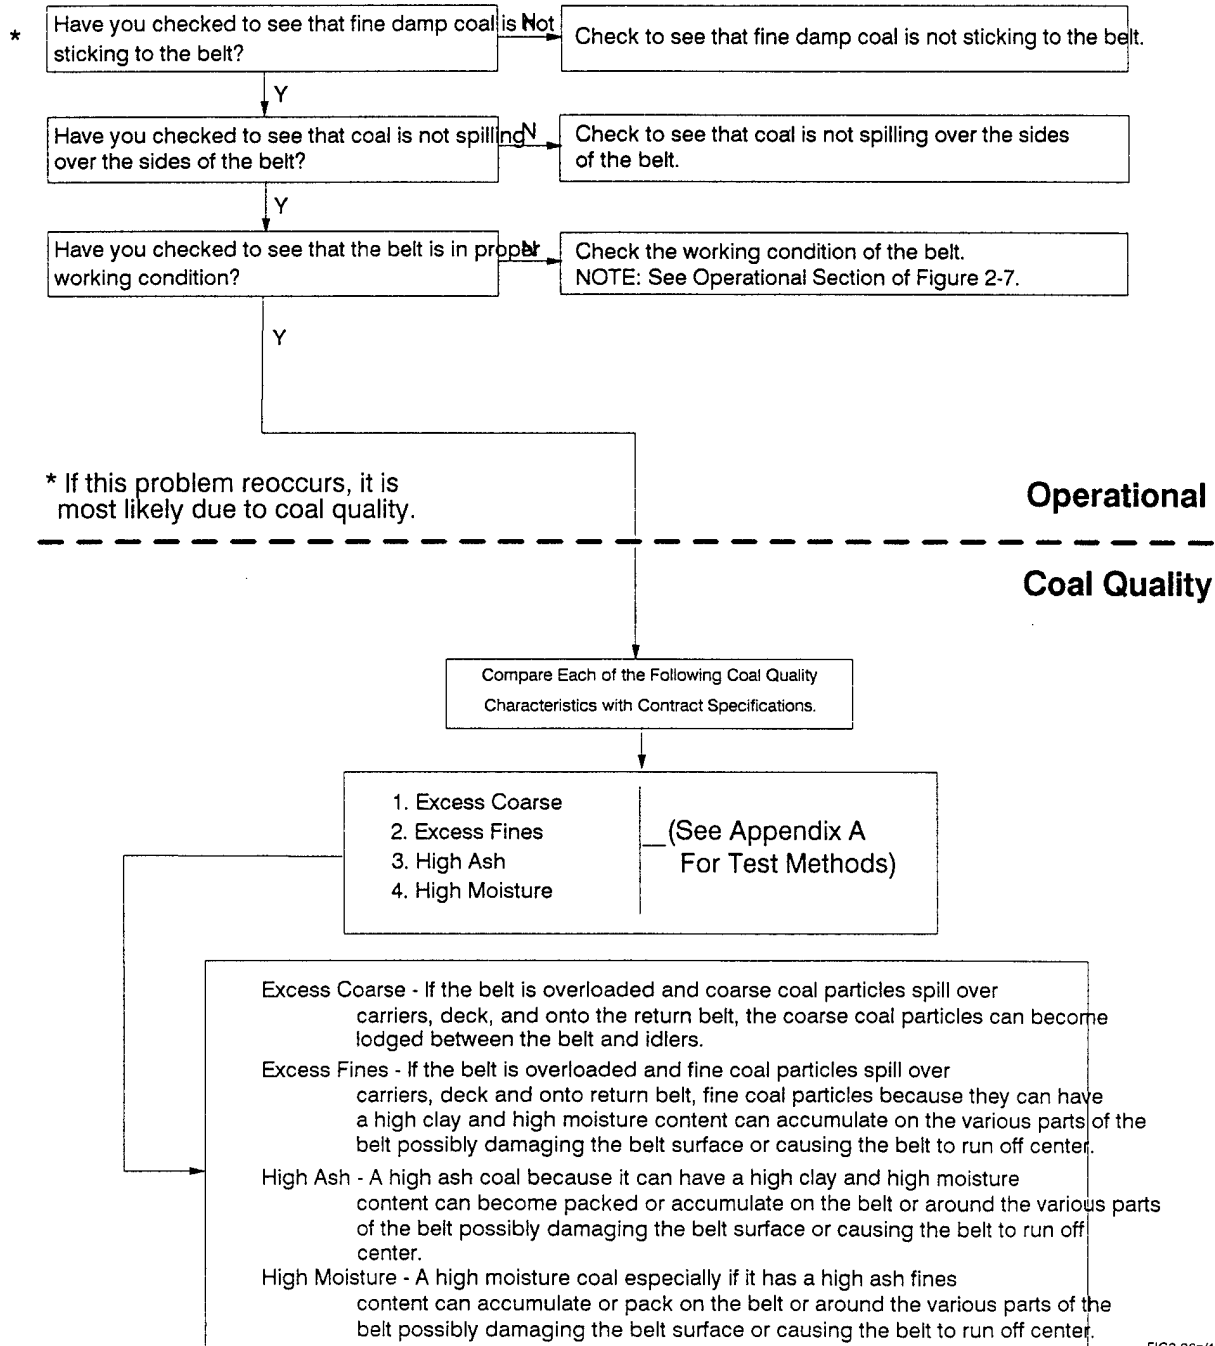 *
Have you checked to see that fine damp coal is not
sticking to the belt?
N
Check to see that fine damp coal is not sticking to the belt.
Y
Have you checked to see that coal is not spilling
over the sides of the belt?
N
Check to see that coal is not spilling over the sides
of the belt.
Y
Have you checked to see that the belt is in proper
working condition?
N
Check the working condition of the belt.
NOTE: See Operational Section of Figure 2-7.
Y
* If this problem reoccurs, it is
most likely due to coal quality.
Operational
Coal Quality
Compare Each of the Following Coal Quality
Characteristics with Contract Specifications.
1. Excess Coarse
2. Excess Fines
3. High Ash
4. High Moisture
(See Appendix A
For Test Methods)
Excess Coarse - If the belt is overloaded and coarse coal particles spill over
carriers, deck, and onto the return belt, the coarse coal particles can become
lodged between the belt and idlers.
Excess Fines - If the belt is overloaded and fine coal particles spill over
carriers, deck and onto return belt, fine coal particles because they can have
a high clay and high moisture content can accumulate on the various parts of the
belt possibly damaging the belt surface or causing the belt to run off center.
High Ash - A high ash coal because it can have a high clay and high moisture
content can become packed or accumulate on the belt or around the various parts
of the belt possibly damaging the belt surface or causing the belt to run off
center.
High Moisture - A high moisture coal especially if it has a high ash fines
content can accumulate or pack on the belt or around the various parts of the
belt possibly damaging the belt surface or causing the belt to run off center.